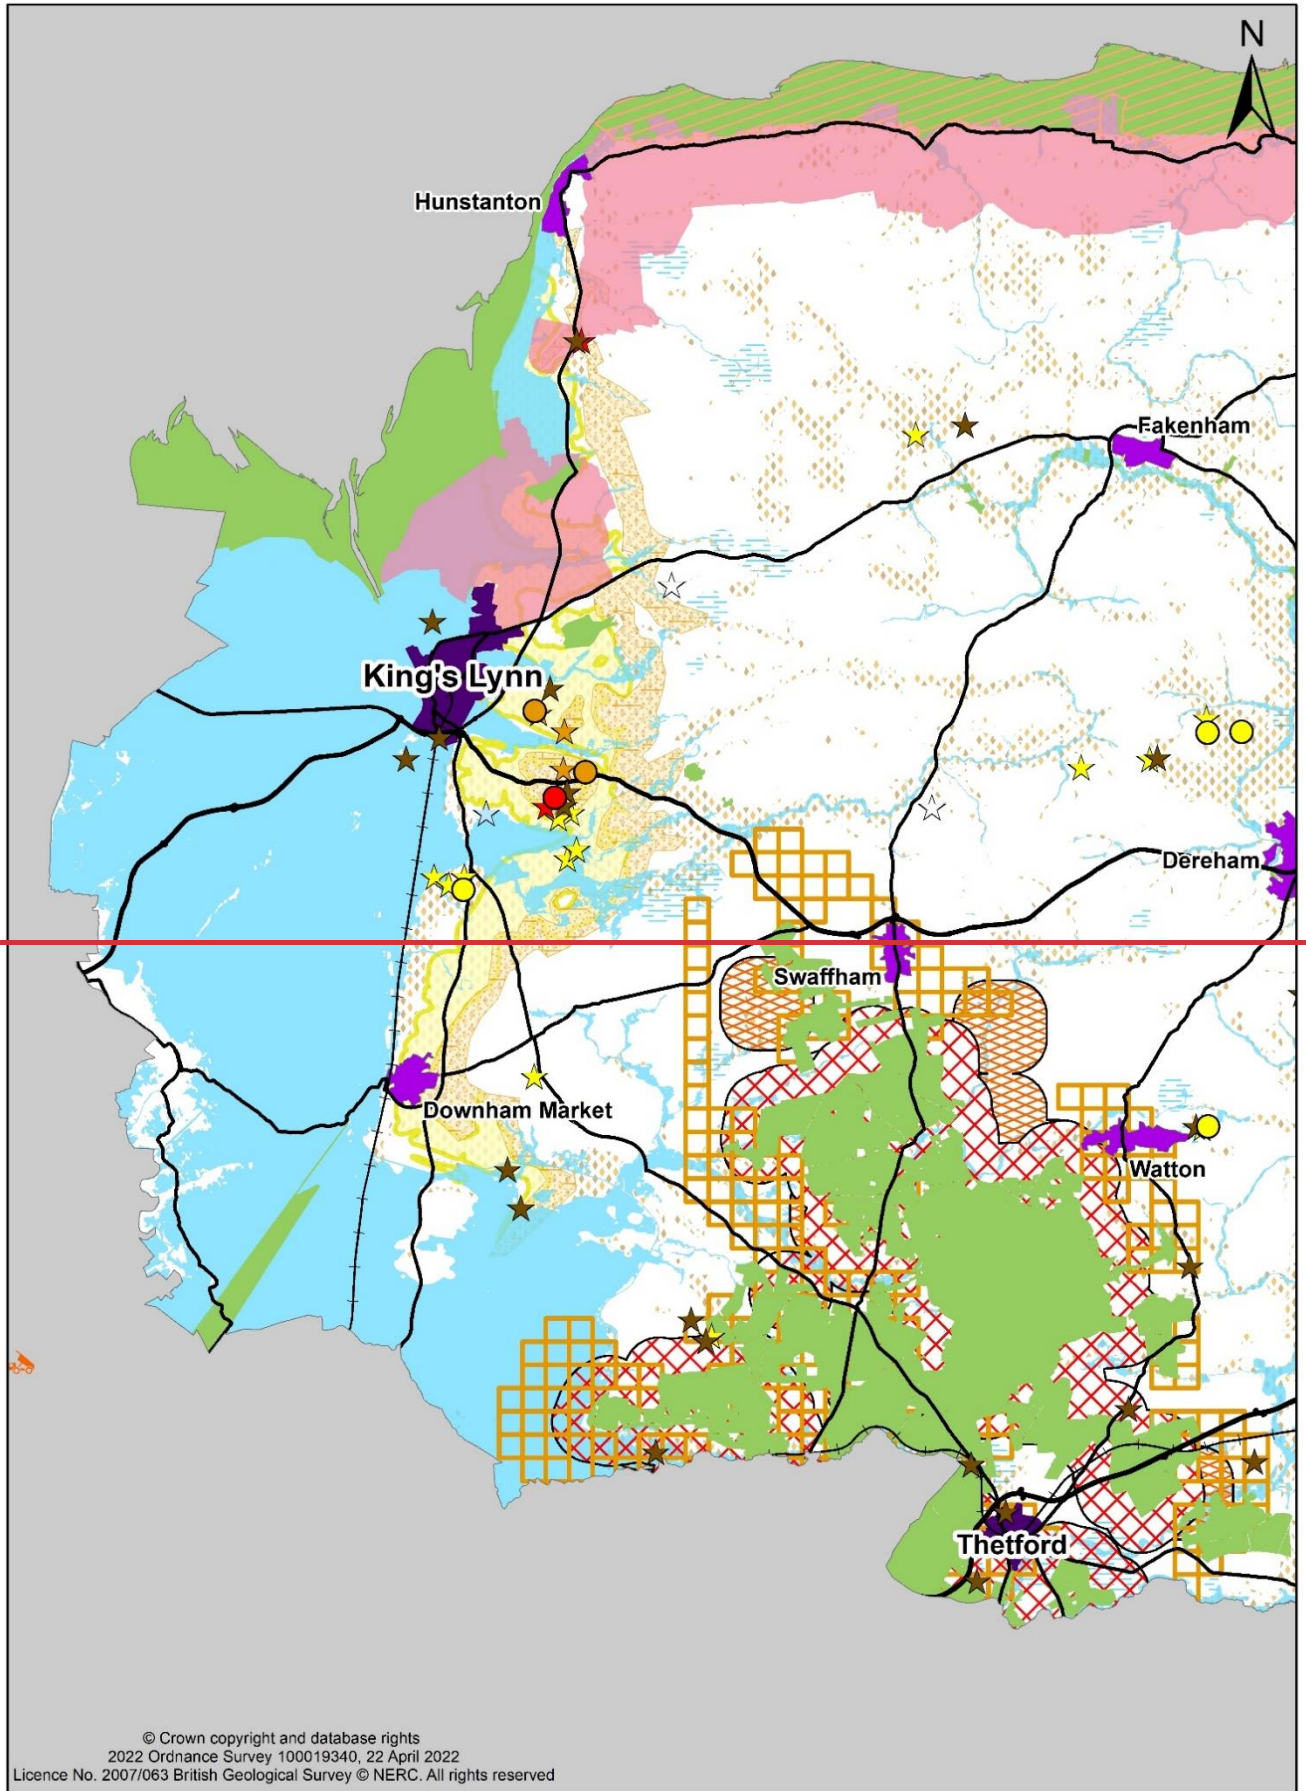 N
Hunstanton
Fakenham
King's Lynn
Dereham
Swaffham
Downham Market
Watton
Thetford
© Crown copyright and database rights
2022 Ordnance Survey 100019340, 22 April 2022
Licence No. 2007/063 British Geological Survey © NERC. All rights reserved